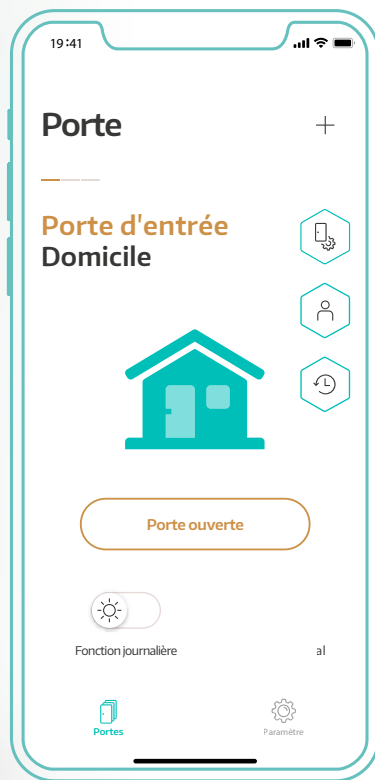 19:41
Porte
Porte d'entrée
Domicile
Porte ouverte
Fonction journalière al
Portes Paramètre